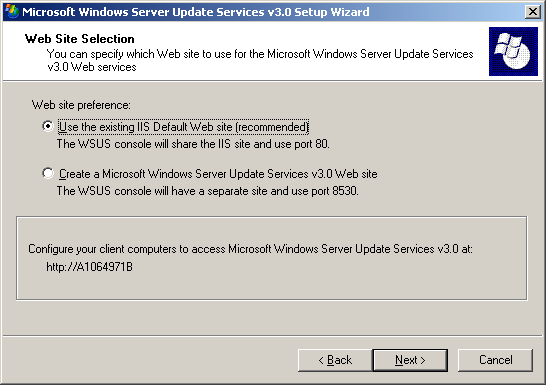 Microsoft Windows Server Update Services v3.0 Setup Wizard
Web Site Selection
You can specify which Web site to use for the Microsoft Windows Server Update Services
v3.0 Web services
Web site preference:
Use the existing IIS Default Web site (recommended)
The WSUS console will share the IIS site and use port 80.
Create a Microsoft Windows Server Update Services v3.0 Web site
The WSUS console will have a separate site and use port 8530.
Configure your client computers to access Microsoft Windows Server Update Services v3.0 at:
http://A1064971B
< Back Next > Cancel